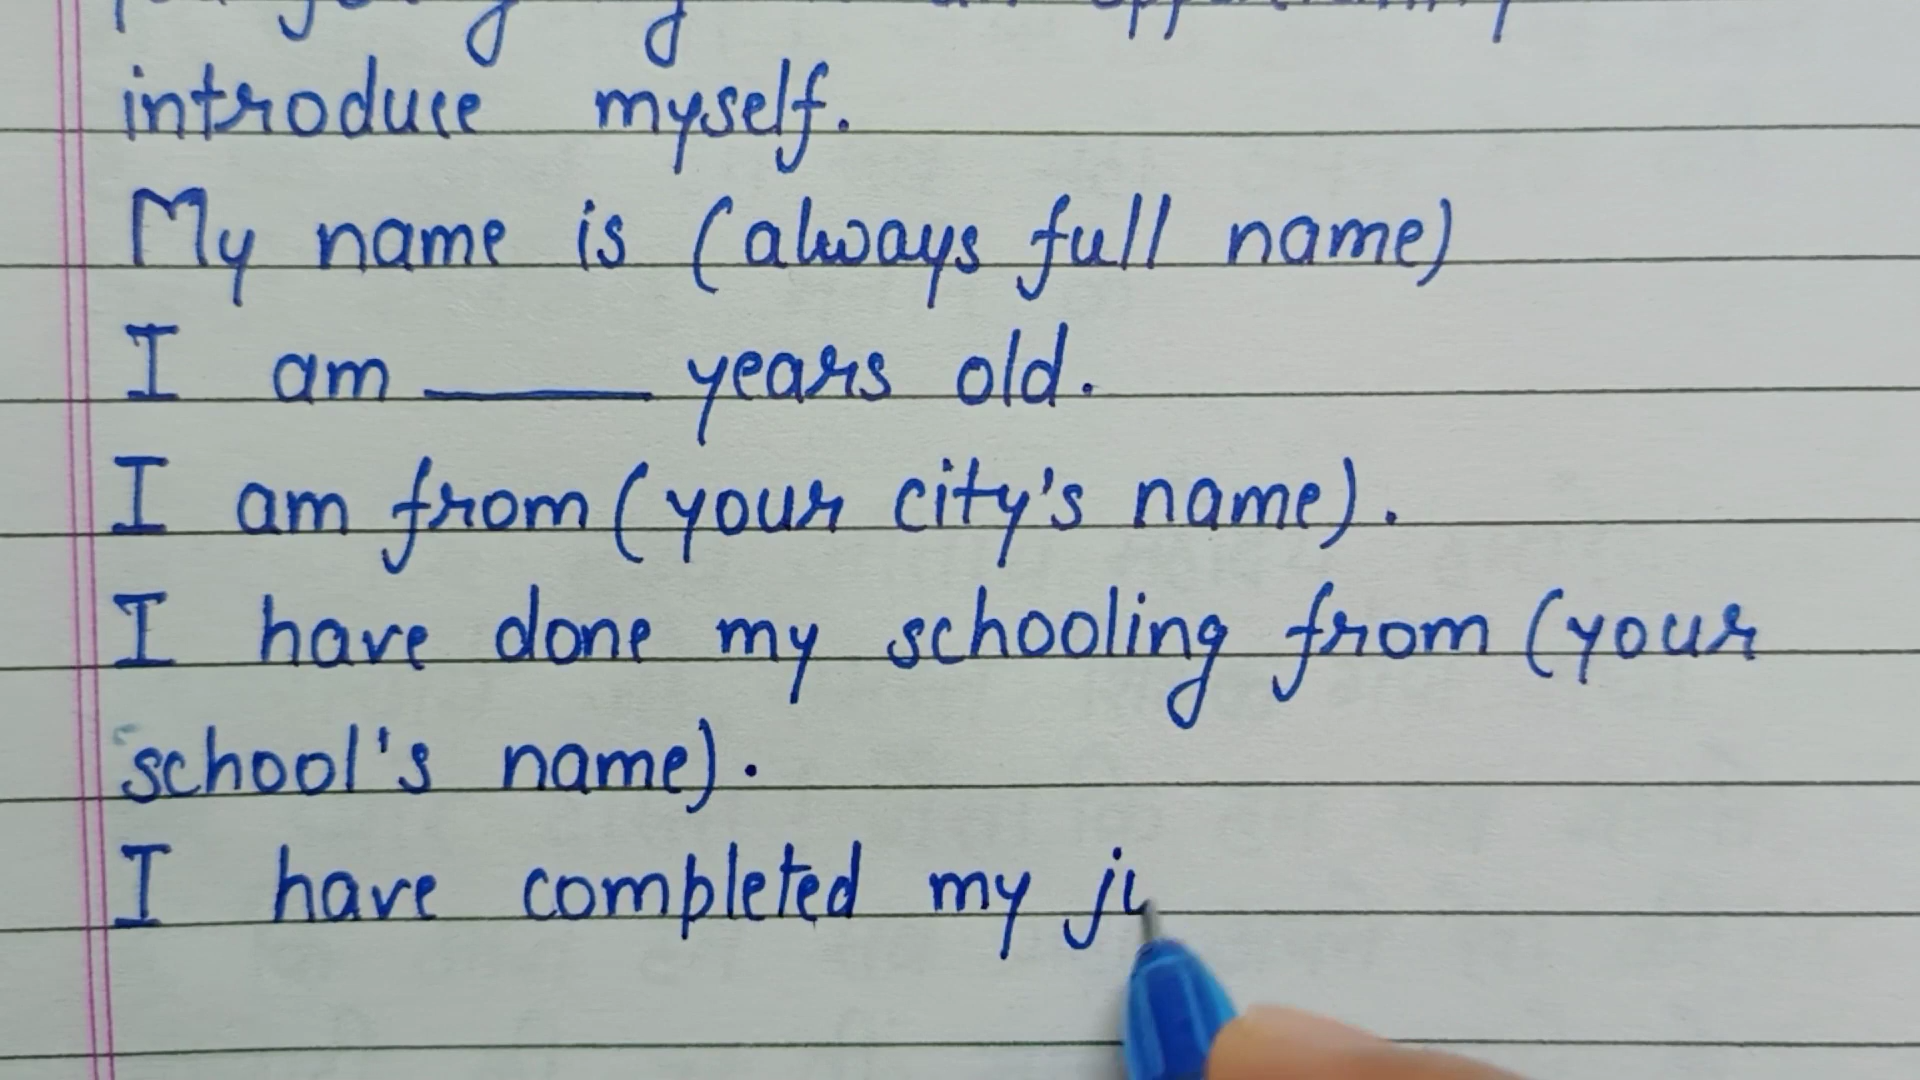 introduce myself.
My name is (always full name)
I am ____ years old.
I am from (your city's name).
I have done my schooling from (your
school's name).
I have completed my